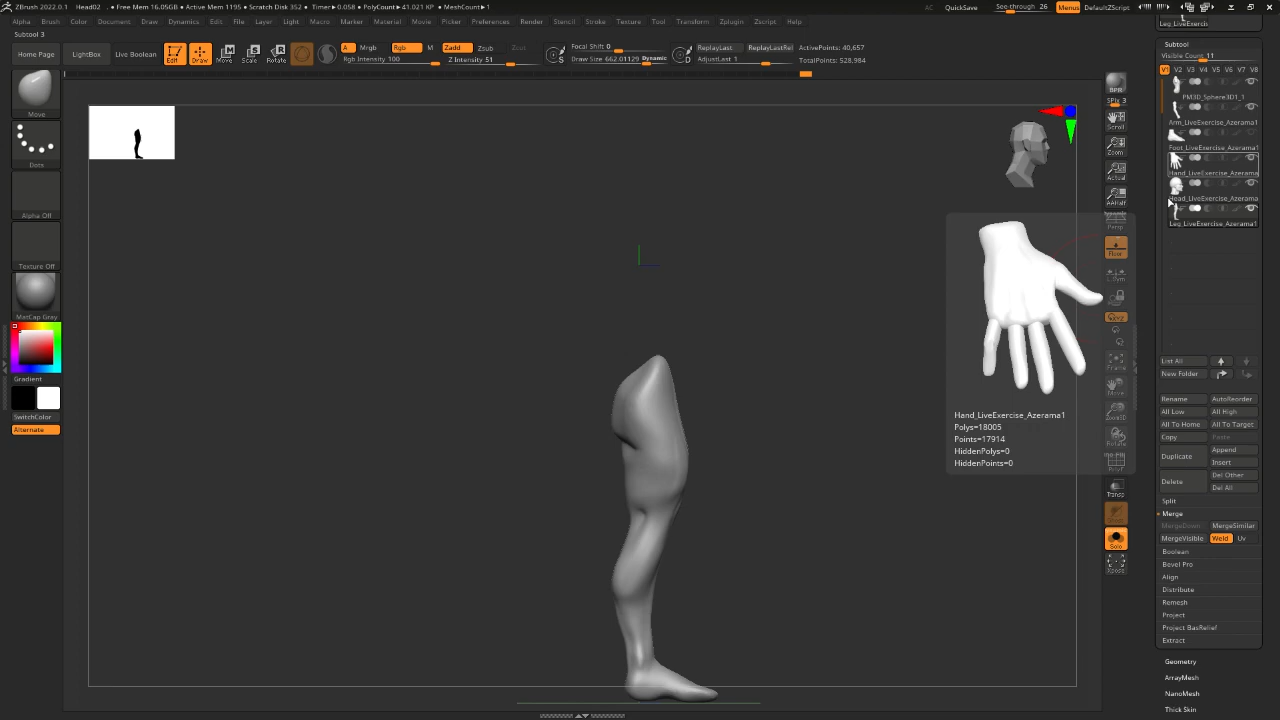 ZBrush 2022.0.1 Head02 • Free Mem 16.05GB • Active Mem 1195 • Scratch Disk 352 • Timer▶0.058 • PolyCount▶41.021 KP • MeshCount▶1
AC QuickSave See-through 26 Menus DefaultZScript
Alpha Brush Color Document Draw Dynamics Edit File Layer Light Macro Marker Material Movie Picker Preferences Render Stencil Stroke Texture Tool Transform Zplugin Zscript Help
Subtool 3
Home Page LightBox Live Boolean Edit Draw Move Scale Rotate
A Mrgb Rgb M Zadd Zsub Zcut
Rgb Intensity 100 Z Intensity 51
Focal Shift: 0
Draw Size 662.01129 Dynamic
ReplayLast ReplayLastRel
AdjustLast 1
ActivePoints: 40,657
TotalPoints: 528,984
Move
Dots
Alpha Off
Texture Off
MatCap Gray
Gradient
SwitchColor
Alternate
BPR
SPix 3
Scroll
Zoom
Actual
AAHalf
Persp
Floor
L.Sym
Frame
Move
Zoom3D
Rotate
PolyF
Transp
Solo
Xpose
Hand_LiveExercise_Azerama1
Polys=18005
Points=17914
HiddenPolys=0
HiddenPoints=0
Leg_LiveExercis
Subtool
Visible Count 11
V1 V2 V3 V4 V5 V6 V7 V8
PM3D_Sphere3D1_1
Arm_LiveExercise_Azerama1
Foot_LiveExercise_Azerama1
Hand_LiveExercise_Azerama
Head_LiveExercise_Azerama
Leg_LiveExercise_Azerama1
List All
New Folder
Rename AutoReorder
All Low All High
All To Home All To Target
Copy Paste
Duplicate Append
Insert
Delete Del Other
Del All
Split
Merge
MergeDown MergeSimilar
MergeVisible Weld Uv
Boolean
Bevel Pro
Align
Distribute
Remesh
Project
Project BasRelief
Extract
Geometry
ArrayMesh
NanoMesh
Thick Skin